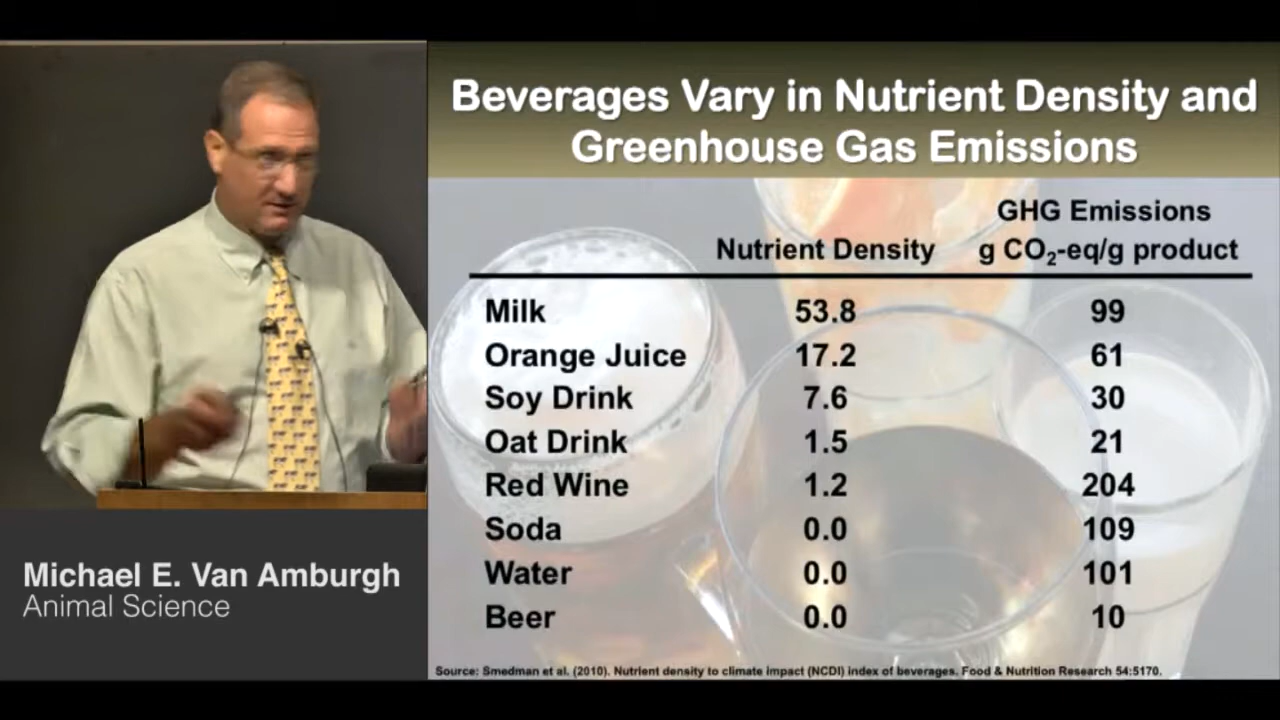 Beverages Vary in Nutrient Density and
Greenhouse Gas Emissions
GHG Emissions
Nutrient Density g CO₂-eq/g product
Milk 53.8 99
Orange Juice 17.2 61
Soy Drink 7.6 30
Oat Drink 1.5 21
Red Wine 1.2 204
Soda 0.0 109
Water 0.0 101
Beer 0.0 10
Source: Smedman et al. (2010). Nutrient density to climate impact (NCDI) index of beverages. Food & Nutrition Research 54:5170.
Michael E. Van Amburgh
Animal Science